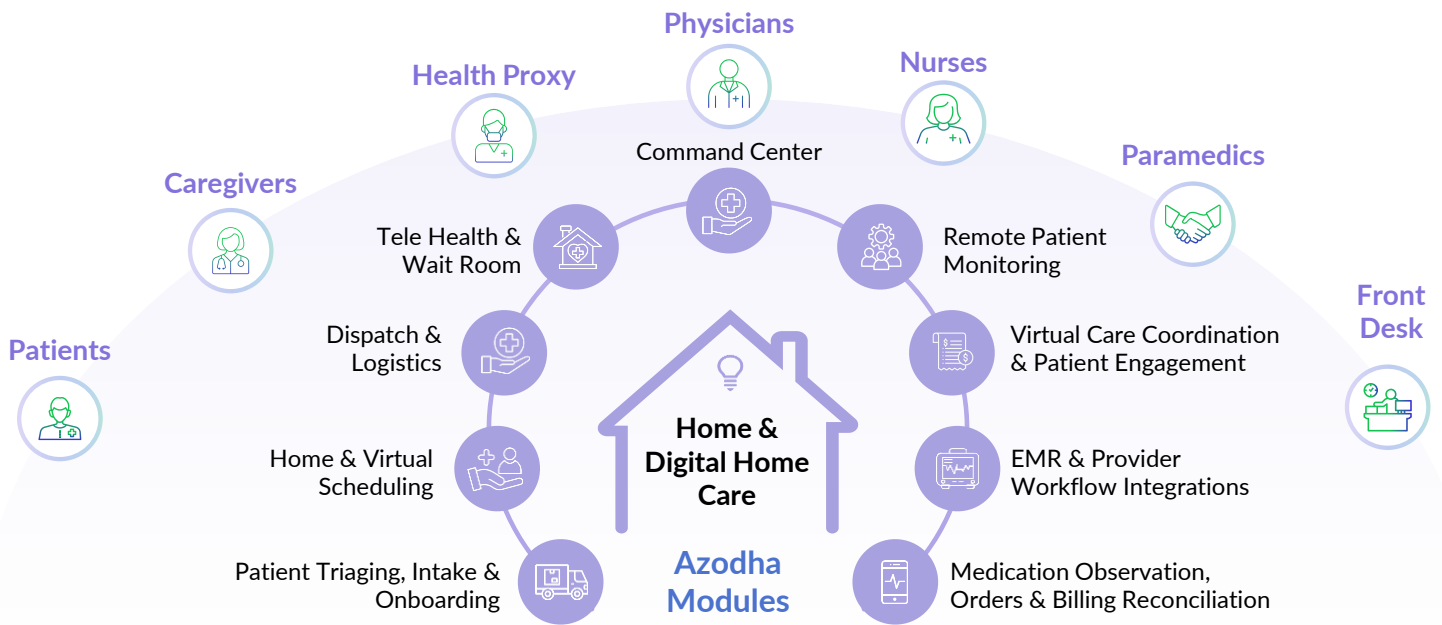 Physicians
Nurses
Health Proxy
Command Center
Paramedics
Caregivers
Tele Health &
Wait Room
Remote Patient
Monitoring
Front
Desk
Dispatch &
Logistics
Virtual Care Coordination
& Patient Engagement
Patients
Home &
Digital Home
Care
Home & Virtual
Scheduling
EMR & Provider
Workflow Integrations
Azodha
Modules
Patient Triaging, Intake &
Onboarding
Medication Observation,
Orders & Billing Reconciliation